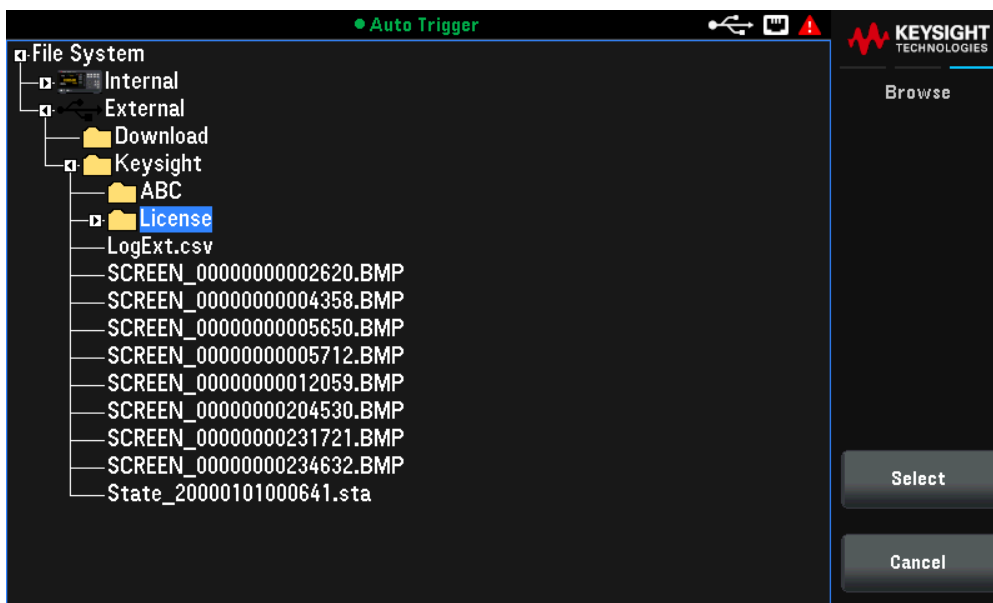 Auto Trigger
KEYSIGHT
TECHNOLOGIES
Browse
File System
Internal
External
Download
Keysight
ABC
License
LogExt.csv
SCREEN_00000000002620.BMP
SCREEN_00000000004358.BMP
SCREEN_00000000005650.BMP
SCREEN_00000000005712.BMP
SCREEN_00000000012059.BMP
SCREEN_00000000204530.BMP
SCREEN_00000000231721.BMP
SCREEN_00000000234632.BMP
State_20000101000641.sta
Select
Cancel